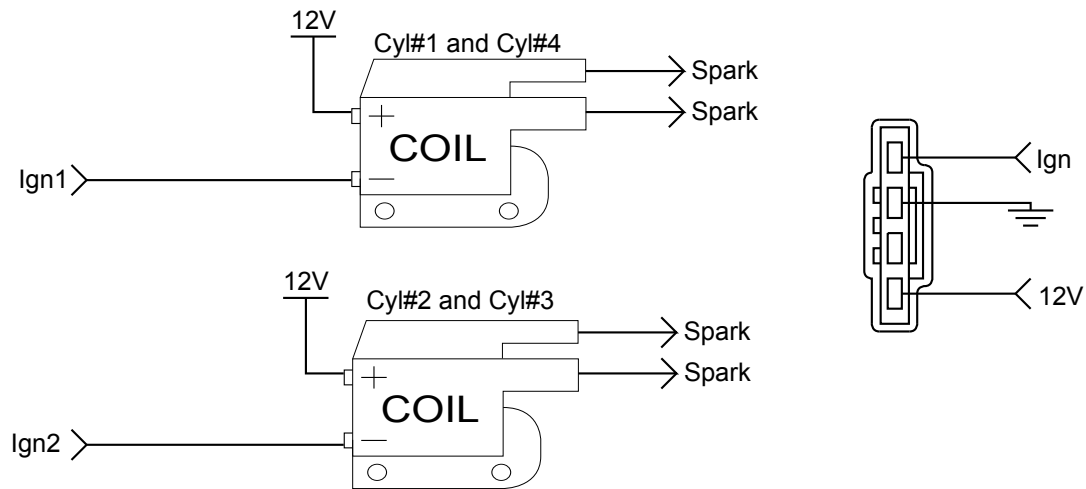 12V
Cyl#1 and Cyl#4
Spark
Spark
+
COIL
Ign1
−
12V
Cyl#2 and Cyl#3
Spark
Spark
+
COIL
Ign2
−
Ign
12V